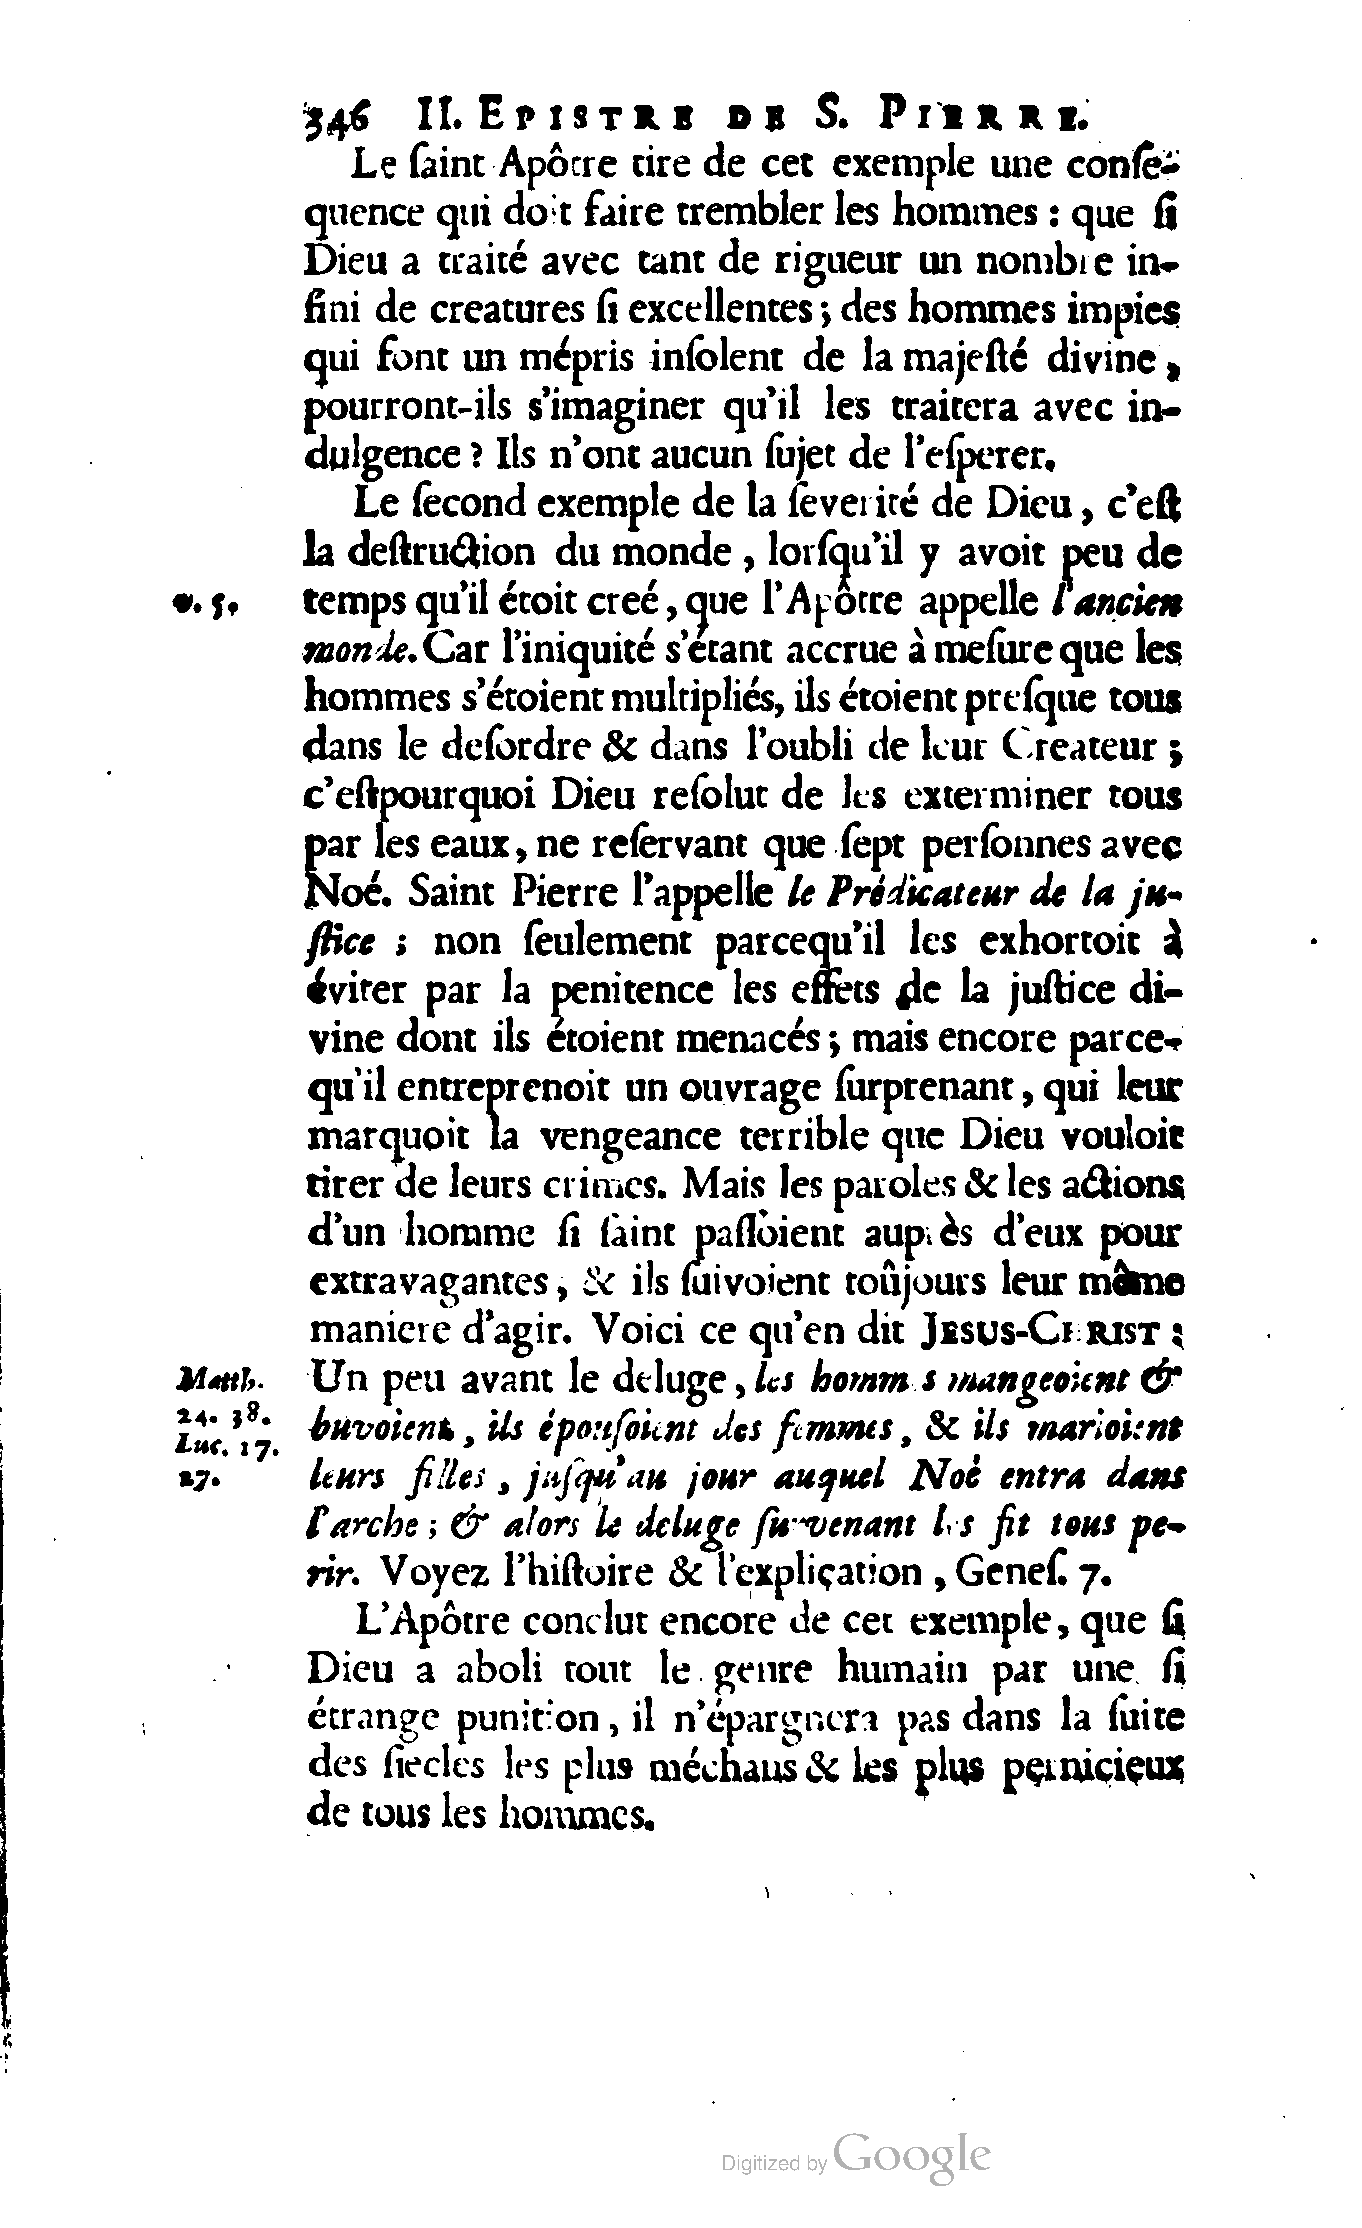 346 II. EPISTRE DE S. PIERRE.
Le ſaint Apôtre tire de cet exemple une conſe-
quence qui doit faire trembler les hommes : que ſi
Dieu a traité avec tant de rigueur un nombre in-
fini de creatures ſi excellentes ; des hommes impies
qui font un mépris inſolent de la majeſté divine ,
pourront-ils s'imaginer qu'il les traitera avec in-
dulgence ? Ils n'ont aucun ſujet de l'eſperer.
Le ſecond exemple de la ſeverité de Dieu , c'eſt
la deſtruction du monde , lorſqu'il y avoit peu de
v. 5. temps qu'il étoit creé , que l'Apôtre appelle l'ancien
monde. Car l'iniquité s'étant accrue à meſure que les
hommes s'étoient multipliés, ils étoient preſque tous
dans le deſordre & dans l'oubli de leur Createur ;
c'eſtpourquoi Dieu reſolut de les exterminer tous
par les eaux , ne reſervant que ſept perſonnes avec
Noé. Saint Pierre l'appelle le Prédicateur de la ju-
ſtice ; non ſeulement parcequ'il les exhortoit à
éviter par la penitence les effets de la juſtice di-
vine dont ils étoient menacés ; mais encore parce-
qu'il entreprenoit un ouvrage ſurprenant , qui leur
marquoit la vengeance terrible que Dieu vouloit
tirer de leurs crimes. Mais les paroles & les actions
d'un homme ſi ſaint paſſoient auprès d'eux pour
extravagantes , & ils ſuivoient toûjours leur même
maniere d'agir. Voici ce qu'en dit JESUS-CHRIST :
Matth. Un peu avant le deluge , les hommes mangeoient &
24. 38. buvoient , ils épouſoient des femmes , & ils marioient
Luc. 17.
27. leurs filles , juſqu'au jour auquel Noé entra dans
l'arche ; & alors le deluge ſurvenant les fit tous pe-
rir. Voyez l'hiſtoire & l'explication , Geneſ. 7.
L'Apôtre conclut encore de cet exemple , que ſi
Dieu a aboli tout le genre humain par une ſi
étrange punition , il n'épargnera pas dans la ſuite
des ſiecles les plus méchans & les plus pernicieux
de tous les hommes.
Digitized by Google